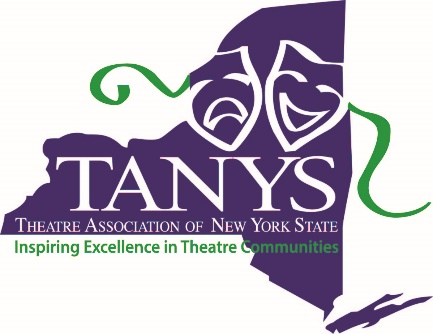 TANYS
THEATRE ASSOCIATION OF NEW YORK STATE
Inspiring Excellence in Theatre Communities